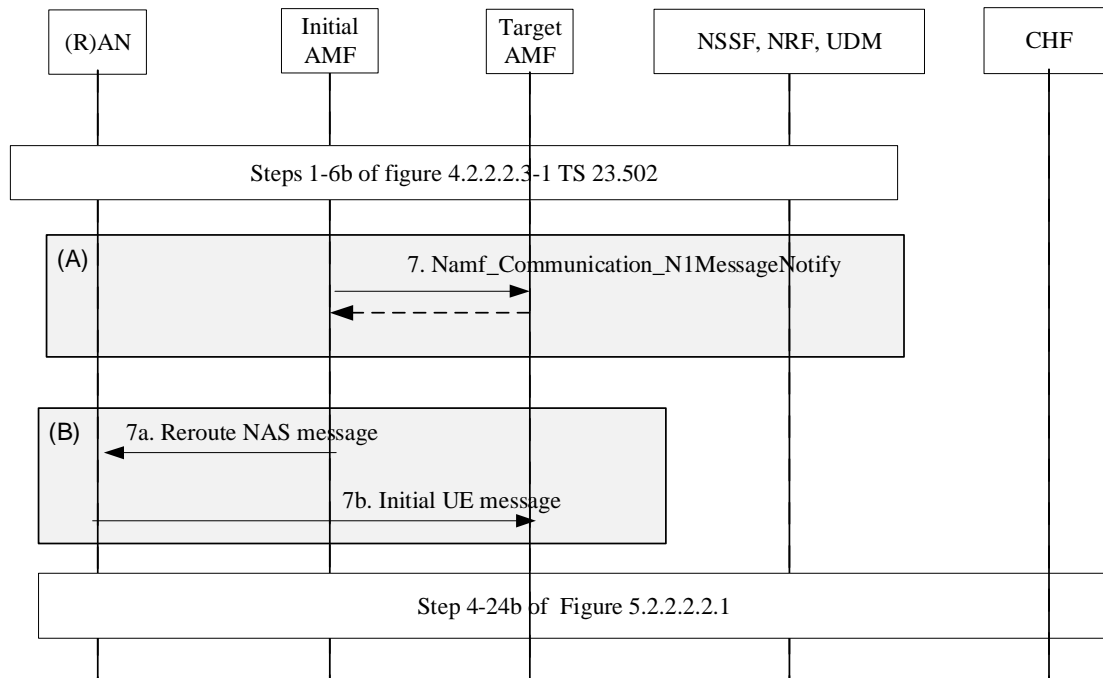 (R)AN
Initial
AMF
Target
AMF
NSSF, NRF, UDM
CHF
Steps 1-6b of figure 4.2.2.2.3-1 TS 23.502
(A)
7. Namf_Communication_N1MessageNotify
(B)
7a. Reroute NAS message
7b. Initial UE message
Step 4-24b of Figure 5.2.2.2.2.1